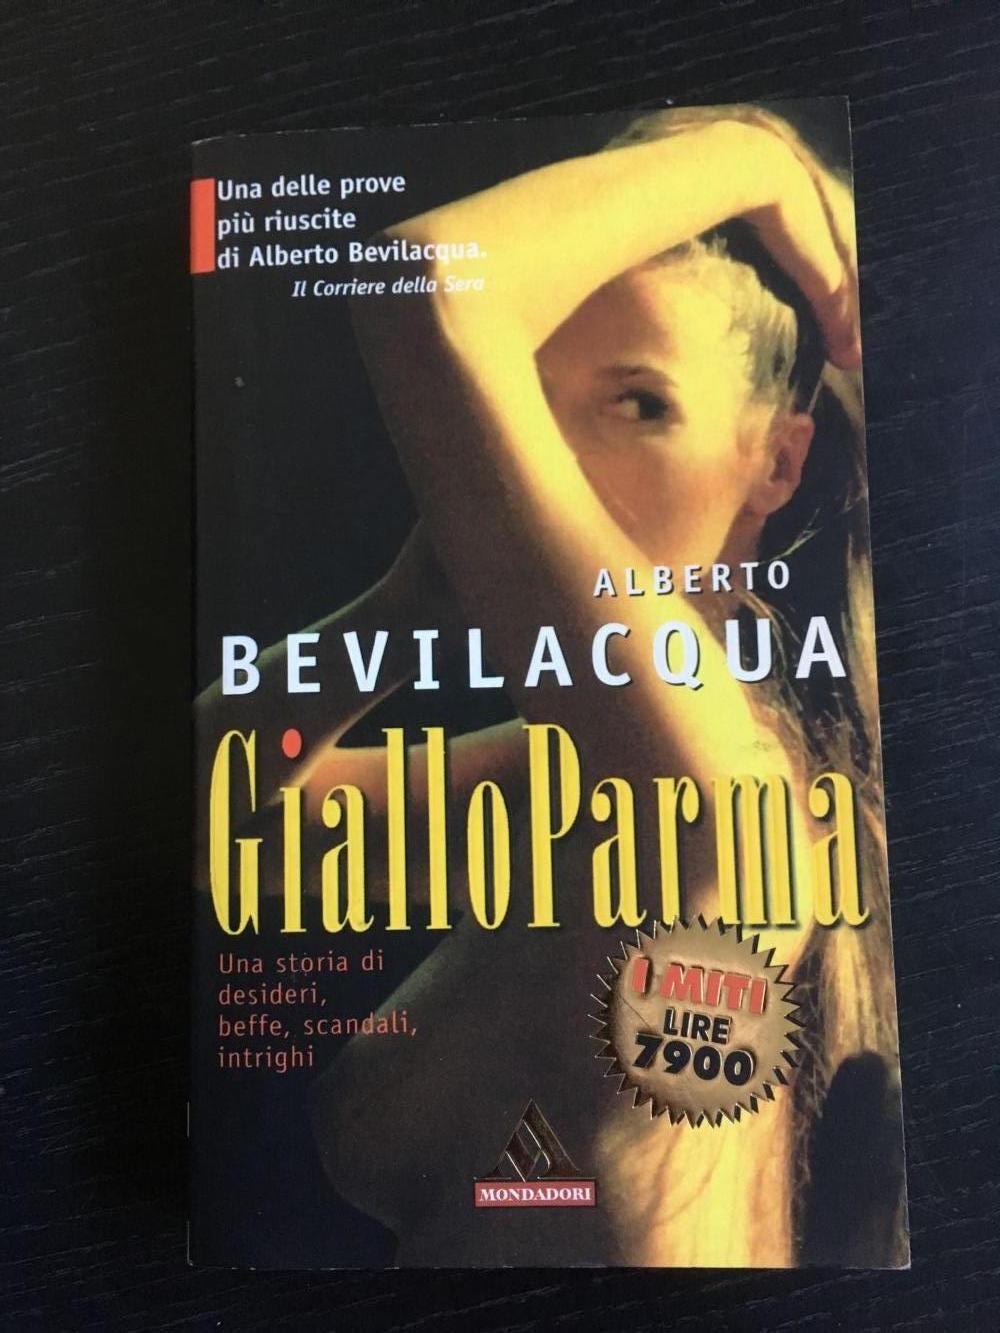 Una delle prove
più riuscite
di Alberto Bevilacqua.
Il Corriere della Sera
ALBERTO
BEVILACQUA
GialloParma
Una storia di
desideri,
beffe, scandali,
intrighi
I MITI
LIRE
7900
MONDADORI